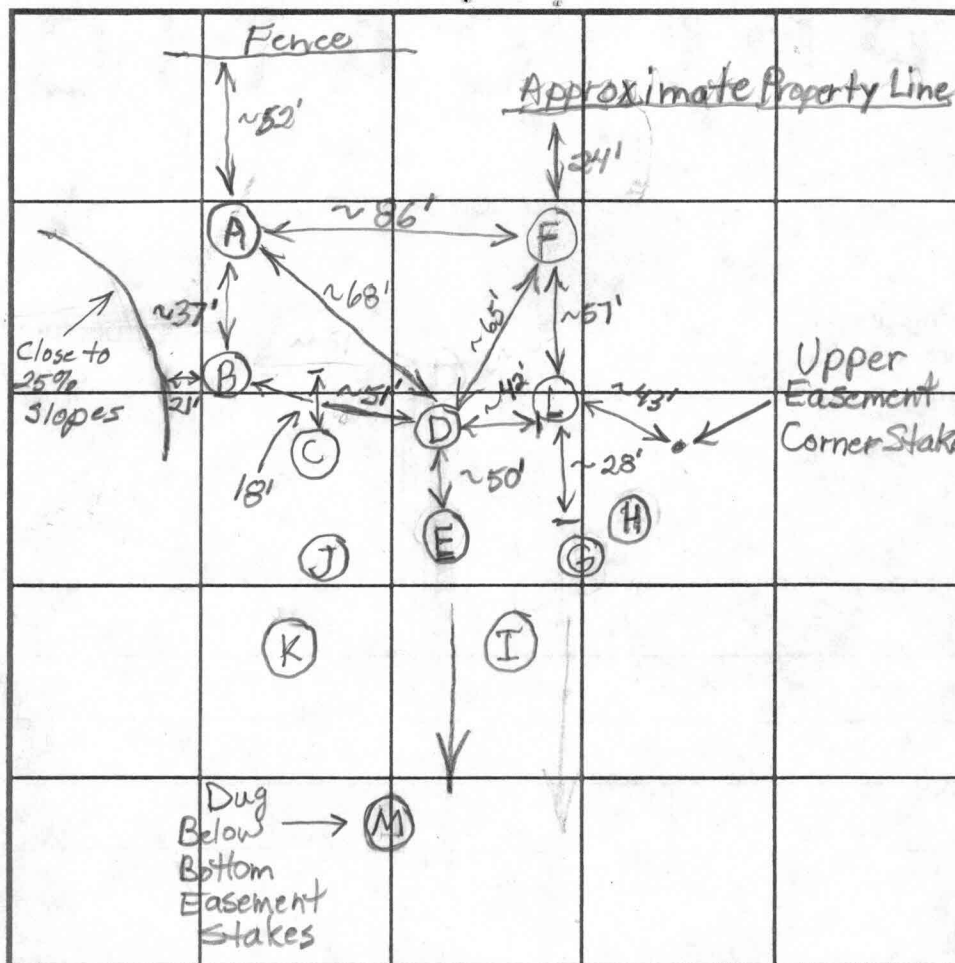 Fence
Approximate Property Line
~52'
24'
A
~86'
F
~37'
~68'
~65'
~57'
Close to
25%
Slopes
21'
B
~51'
~42'
L
~43'
Upper
Easement
Corner Stake
18'
C
D
~50'
~28'
E
H
J
G
K
I
Dug
Below
Bottom
Easement
Stakes
M